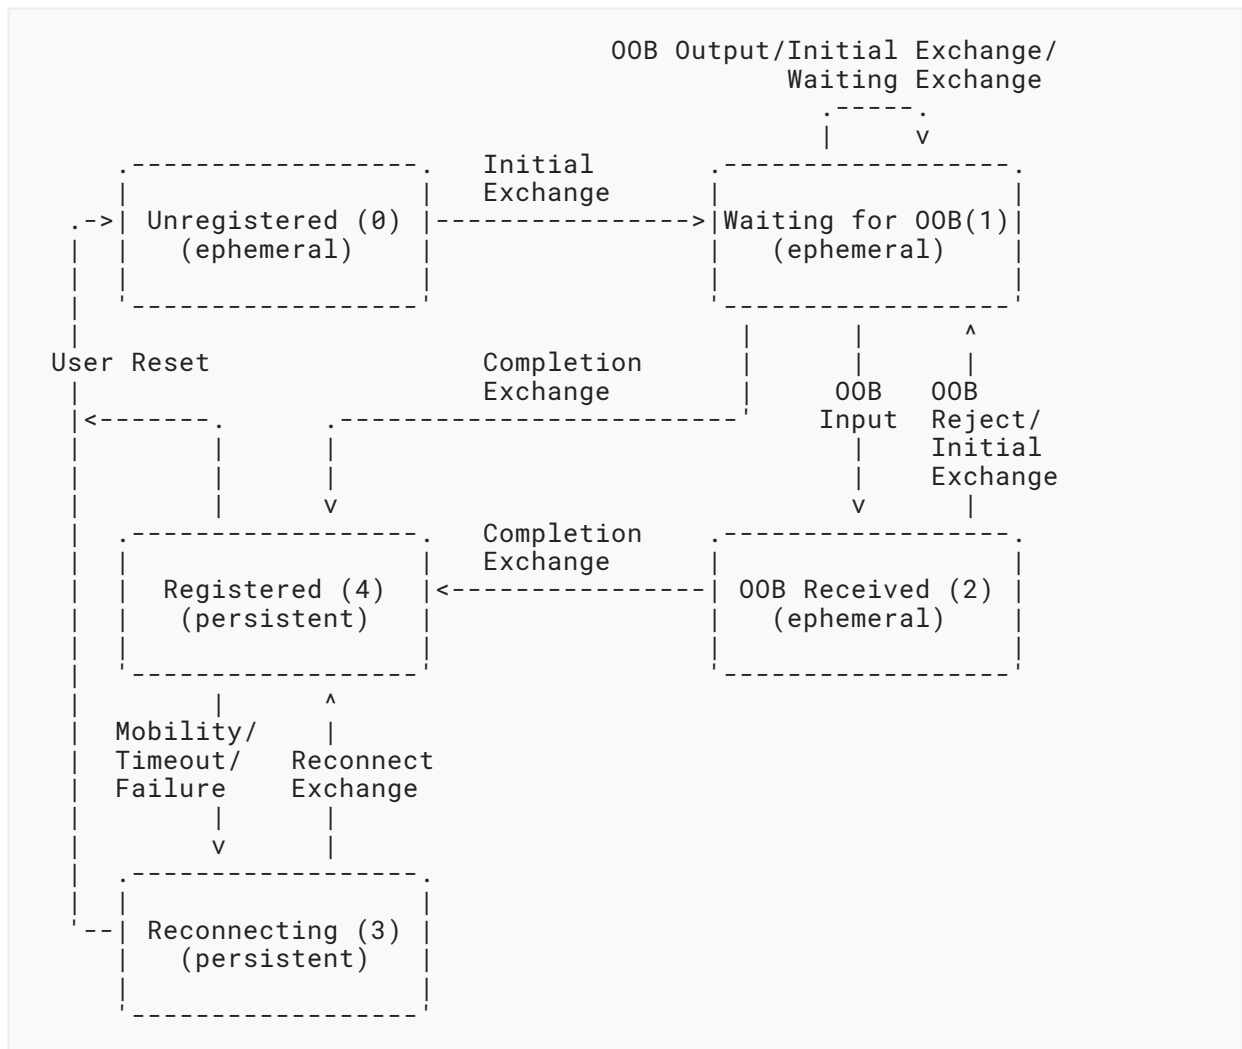 OOB Output/Initial Exchange/
Waiting Exchange
Initial
Exchange
Unregistered (0)
(ephemeral)
Waiting for OOB(1)
(ephemeral)
User Reset
Completion
Exchange
OOB
Input
OOB
Reject/
Initial
Exchange
Completion
Exchange
Registered (4)
(persistent)
OOB Received (2)
(ephemeral)
Mobility/
Timeout/
Failure
Reconnect
Exchange
Reconnecting (3)
(persistent)